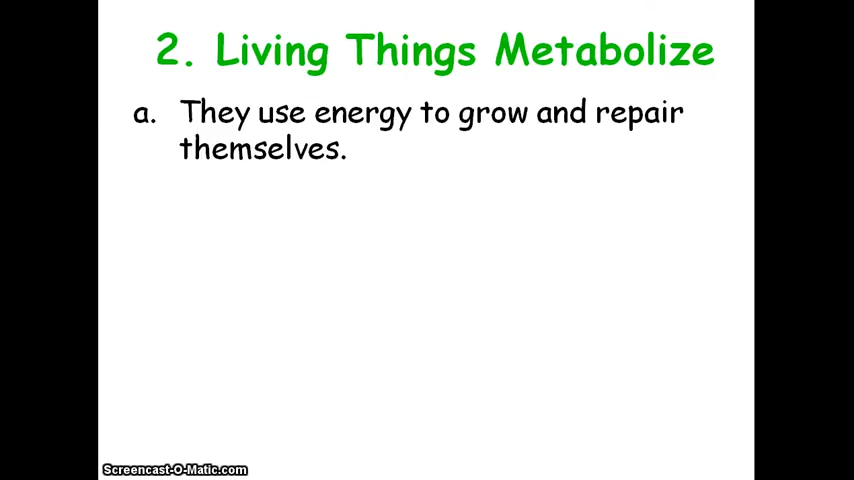 2. Living Things Metabolize
a. They use energy to grow and repair
themselves.
Screencast-O-Matic.com